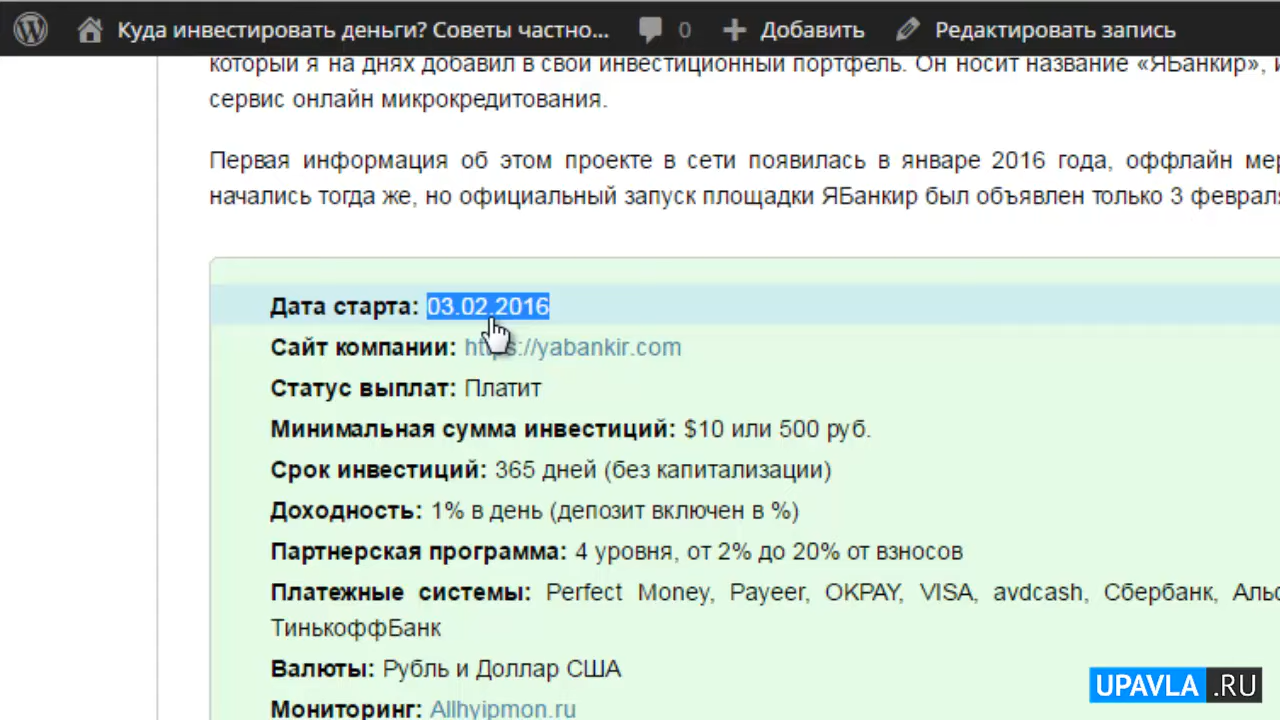 Куда инвестировать деньги? Советы частно... 0 Добавить Редактировать запись
который я на днях добавил в свой инвестиционный портфель. Он носит название «ЯБанкир»,
сервис онлайн микрокредитования.
Первая информация об этом проекте в сети появилась в январе 2016 года, оффлайн мер
начались тогда же, но официальный запуск площадки ЯБанкир был объявлен только 3 феврал
Дата старта: 03.02.2016
Сайт компании: https://yabankir.com
Статус выплат: Платит
Минимальная сумма инвестиций: $10 или 500 руб.
Срок инвестиций: 365 дней (без капитализации)
Доходность: 1% в день (депозит включен в %)
Партнерская программа: 4 уровня, от 2% до 20% от взносов
Платежные системы: Perfect Money, Payeer, OKPAY, VISA, avdcash, Сбербанк, Аль
ТинькоффБанк
Валюты: Рубль и Доллар США
Мониторинг: Allhyipmon.ru
UPAVLA .RU